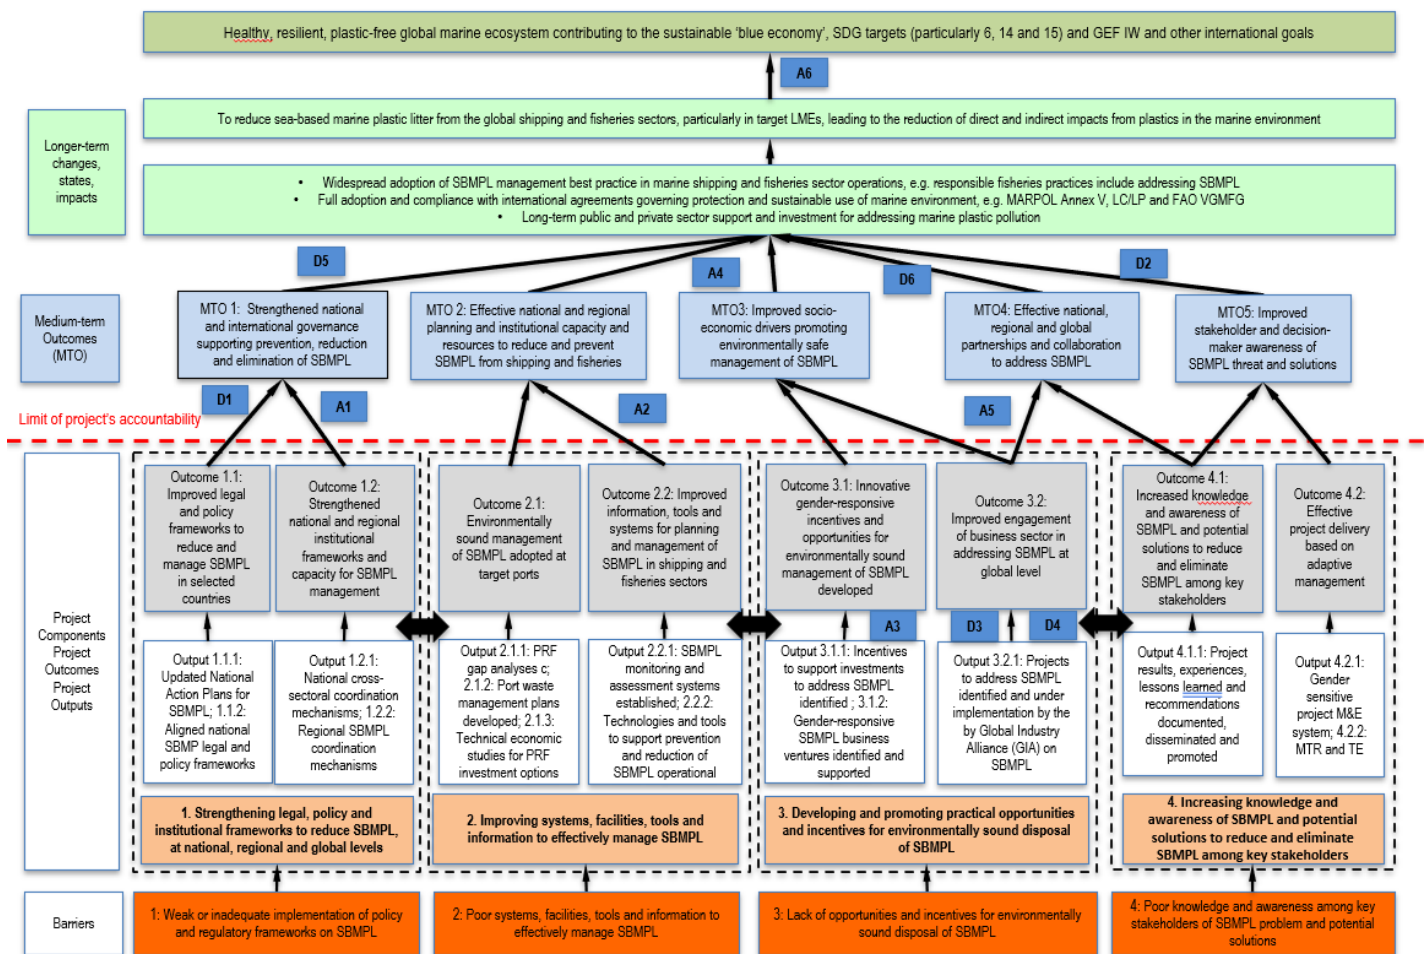 Healthy, resilient, plastic-free global marine ecosystem contributing to the sustainable ‘blue economy’, SDG targets (particularly 6, 14 and 15) and GEF IW and other international goals
A6
To reduce sea-based marine plastic litter from the global shipping and fisheries sectors, particularly in target LMEs, leading to the reduction of direct and indirect impacts from plastics in the marine environment
Longer-term
changes,
states,
impacts
• Widespread adoption of SBMPL management best practice in marine shipping and fisheries sector operations, e.g. responsible fisheries practices include addressing SBMPL
• Full adoption and compliance with international agreements governing protection and sustainable use of marine environment, e.g. MARPOL Annex V, LC/LP and FAO VGMFG
• Long-term public and private sector support and investment for addressing marine plastic pollution
D5
A4
D6
D2
Medium-term
Outcomes
(MTO)
MTO 1: Strengthened national
and international governance
supporting prevention, reduction
and elimination of SBMPL
MTO 2: Effective national and regional
planning and institutional capacity and
resources to reduce and prevent
SBMPL from shipping and fisheries
MTO3: Improved socio-
economic drivers promoting
environmentally safe
management of SBMPL
MTO4: Effective national,
regional and global
partnerships and collaboration
to address SBMPL
MTO5: Improved
stakeholder and decision-
maker awareness of
SBMPL threat and solutions
D1
A1
A2
A5
Limit of project's accountability
Project
Components
Project
Outcomes
Project
Outputs
Outcome 1.1:
Improved legal
and policy
frameworks to
reduce and
manage SBMPL
in selected
countries
Outcome 1.2:
Strengthened
national and regional
institutional
frameworks and
capacity for SBMPL
management
Outcome 2.1:
Environmentally
sound management
of SBMPL adopted at
target ports
Outcome 2.2: Improved
information, tools and
systems for planning
and management of
SBMPL in shipping and
fisheries sectors
Outcome 3.1: Innovative
gender-responsive
incentives and
opportunities for
environmentally sound
management of SBMPL
developed
Outcome 3.2:
Improved engagement
of business sector in
addressing SBMPL at
global level
Outcome 4.1:
Increased knowledge
and awareness of
SBMPL and potential
solutions to reduce
and eliminate
SBMPL among key
stakeholders
Outcome 4.2:
Effective
project delivery
based on
adaptive
management
A3
D3
D4
Output 1.1.1:
Updated National
Action Plans for
SBMPL; 1.1.2:
Aligned national
SBMP legal and
policy frameworks
Output 1.2.1:
National cross-
sectoral coordination
mechanisms; 1.2.2:
Regional SBMPL
coordination
mechanisms
Output 2.1.1: PRF
gap analyses c;
2.1.2: Port waste
management plans
developed; 2.1.3:
Technical economic
studies for PRF
investment options
Output 2.2.1: SBMPL
monitoring and
assessment systems
established; 2.2.2:
Technologies and tools
to support prevention
and reduction of
SBMPL operational
Output 3.1.1: Incentives
to support investments
to address SBMPL
identified ; 3.1.2:
Gender-responsive
SBMPL business
ventures identified and
supported
Output 3.2.1: Projects
to address SBMPL
identified and under
implementation by the
by Global Industry
Alliance (GIA) on
SBMPL
Output 4.1.1: Project
results, experiences,
lessons learned and
recommendations
documented,
disseminated and
promoted
Output 4.2.1:
Gender
sensitive
project M&E
system; 4.2.2:
MTR and TE
1. Strengthening legal, policy and
institutional frameworks to reduce SBMPL,
at national, regional and global levels
2. Improving systems, facilities, tools and
information to effectively manage SBMPL
3. Developing and promoting practical opportunities
and incentives for environmentally sound disposal
of SBMPL
4. Increasing knowledge and
awareness of SBMPL and potential
solutions to reduce and eliminate
SBMPL among key stakeholders
Barriers
1: Weak or inadequate implementation of policy
and regulatory frameworks on SBMPL
2: Poor systems, facilities, tools and information to
effectively manage SBMPL
3: Lack of opportunities and incentives for environmentally
sound disposal of SBMPL
4: Poor knowledge and awareness among key
stakeholders of SBMPL problem and potential
solutions